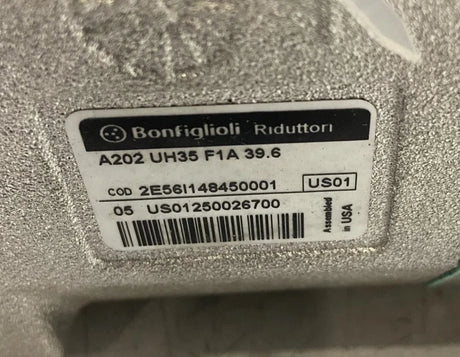 Bonfiglioli Riduttori
A202 UH35 F1A 39.6
COD 2E56I148450001 US01
05 US01250026700
Assembled
in USA